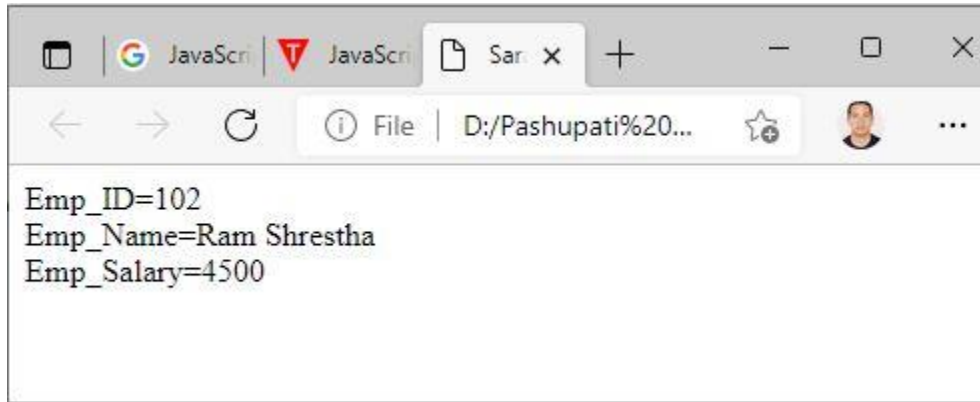 JavaScri JavaScri Sar
File D:/Pashupati%20...
Emp_ID=102
Emp_Name=Ram Shrestha
Emp_Salary=4500